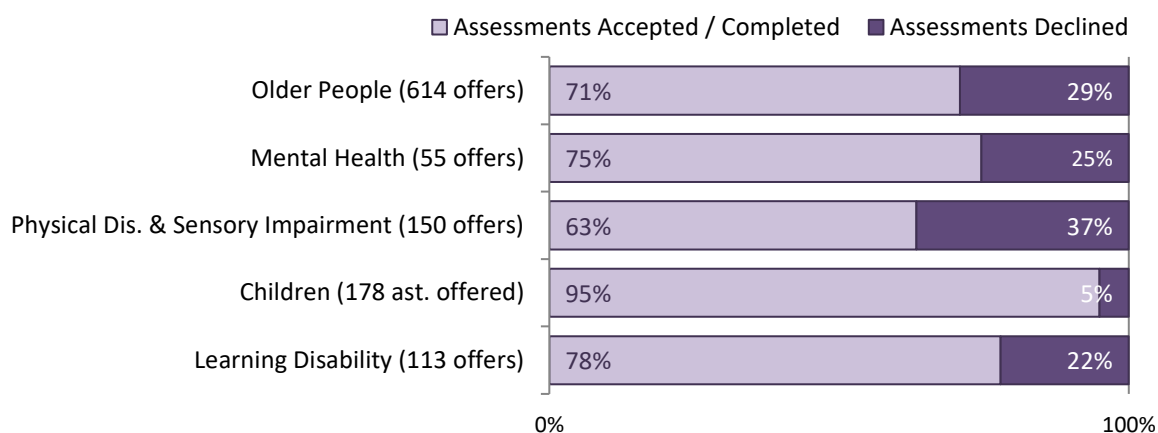 Assessments Accepted / Completed Assessments Declined
Older People (614 offers) 71% 29%
Mental Health (55 offers) 75% 25%
Physical Dis. & Sensory Impairment (150 offers) 63% 37%
Children (178 ast. offered) 95% 5%
Learning Disability (113 offers) 78% 22%
0% 100%